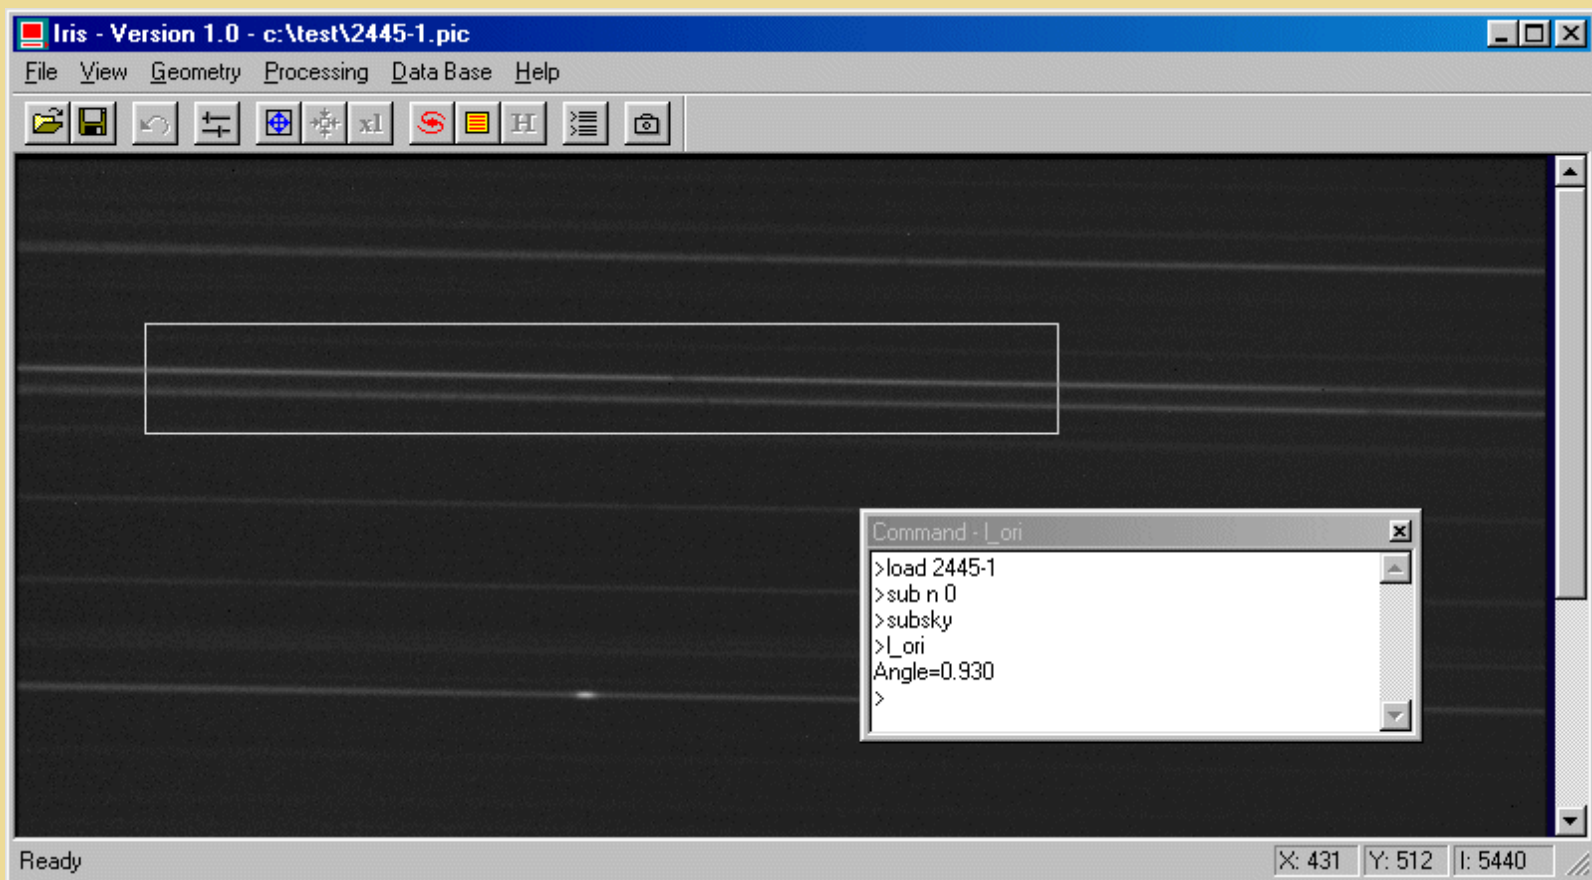 Iris - Version 1.0 - c:\test\2445-1.pic
File View Geometry Processing Data Base Help
x1 H
Command - l_ori
>load 2445-1
>sub n 0
>subsky
>l_ori
Angle=0.930
>
Ready X: 431 Y: 512 I: 5440